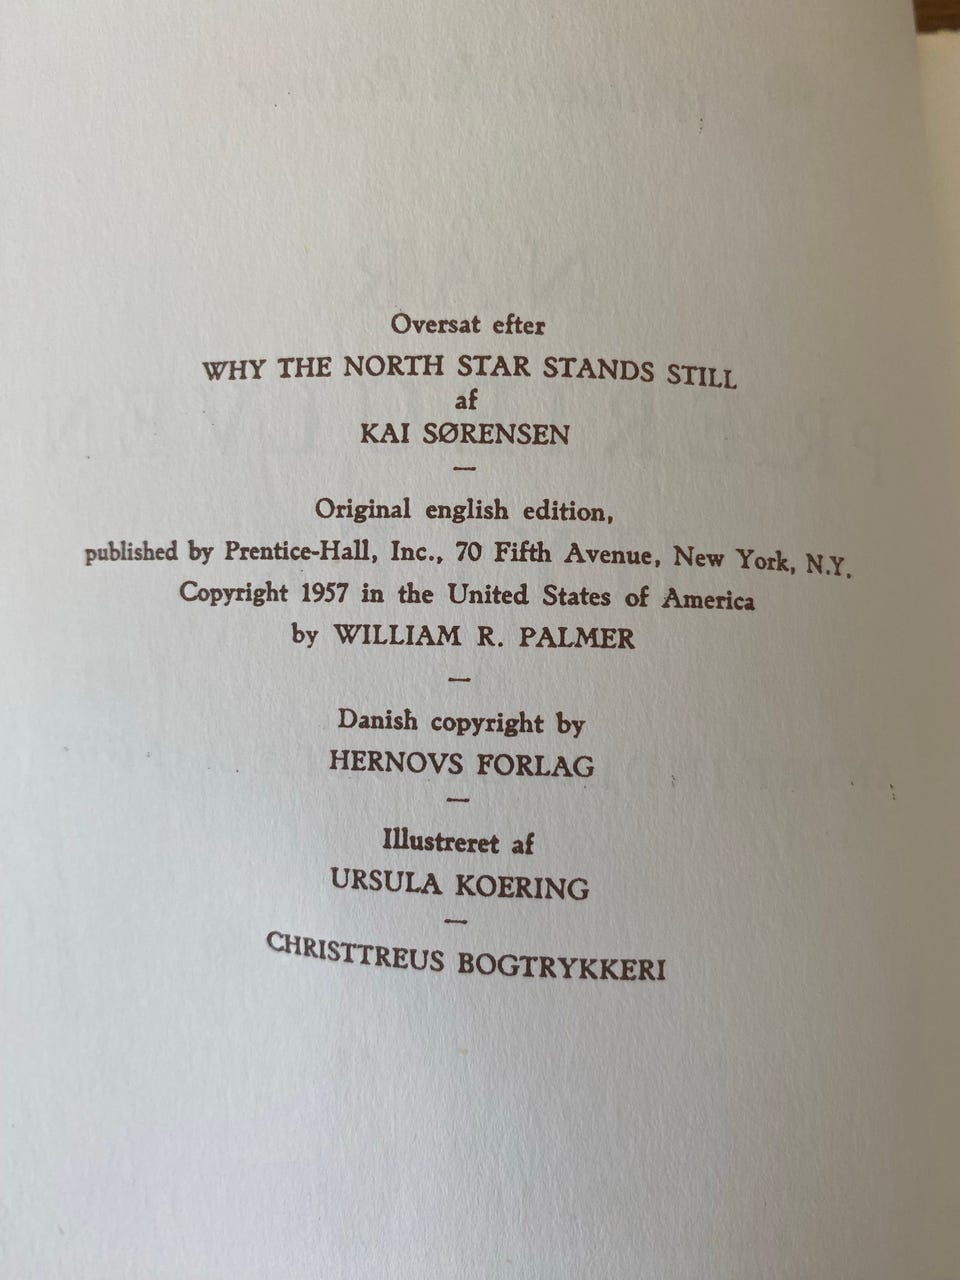 Oversat efter
WHY THE NORTH STAR STANDS STILL
af
KAI SØRENSEN
—
Original english edition,
published by Prentice-Hall, Inc., 70 Fifth Avenue, New York, N.Y.
Copyright 1957 in the United States of America
by WILLIAM R. PALMER
—
Danish copyright by
HERNOVS FORLAG
—
Illustreret af
URSULA KOERING
—
CHRISTTREUS BOGTRYKKERI